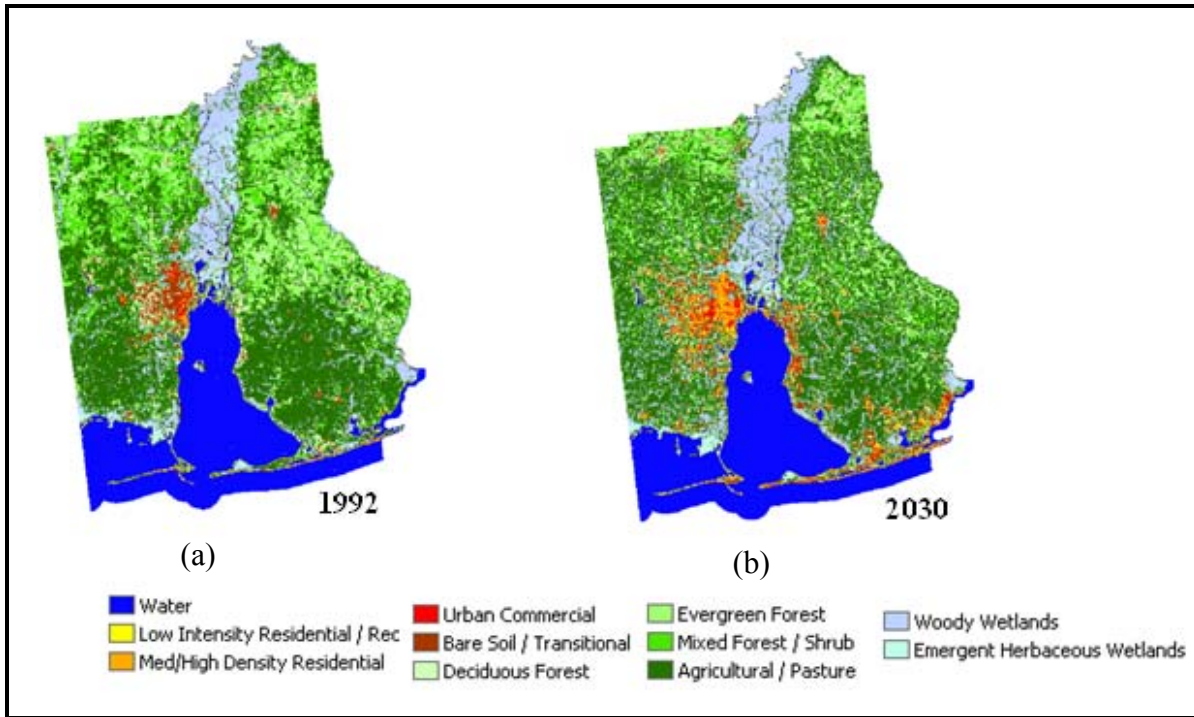 1992
2030
(a)
(b)
Water
Low Intensity Residential / Rec
Med/High Density Residential
Urban Commercial
Bare Soil / Transitional
Deciduous Forest
Evergreen Forest
Mixed Forest / Shrub
Agricultural / Pasture
Woody Wetlands
Emergent Herbaceous Wetlands